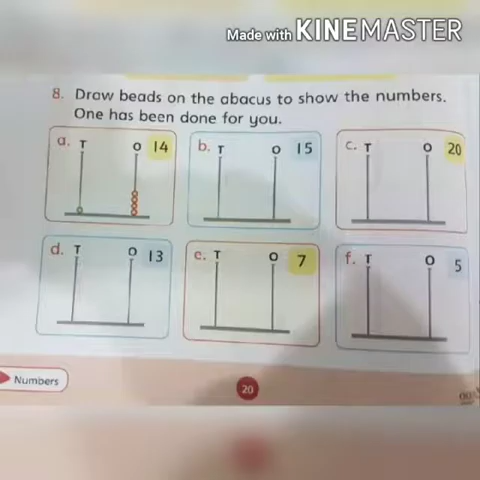 Made with KINEMASTER
8. Draw beads on the abacus to show the numbers.
One has been done for you.
a. T O 14
b. T O 15
c. T O 20
d. T O 13
e. T O 7
f. T O 5
Numbers
20